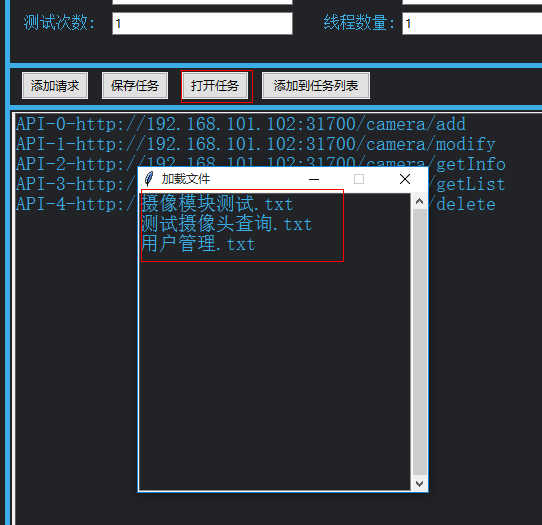 测试次数: 1 线程数量: 1
添加请求 保存任务 打开任务 添加到任务列表
API-0-http://192.168.101.102:31700/camera/add
API-1-http://192.168.101.102:31700/camera/modify
API-2-http://192.168.101.102:31700/camera/getInfo
API-3-http:/ /getList
API-4-http:/ /delete
加载文件
摄像模块测试.txt
测试摄像头查询.txt
用户管理.txt